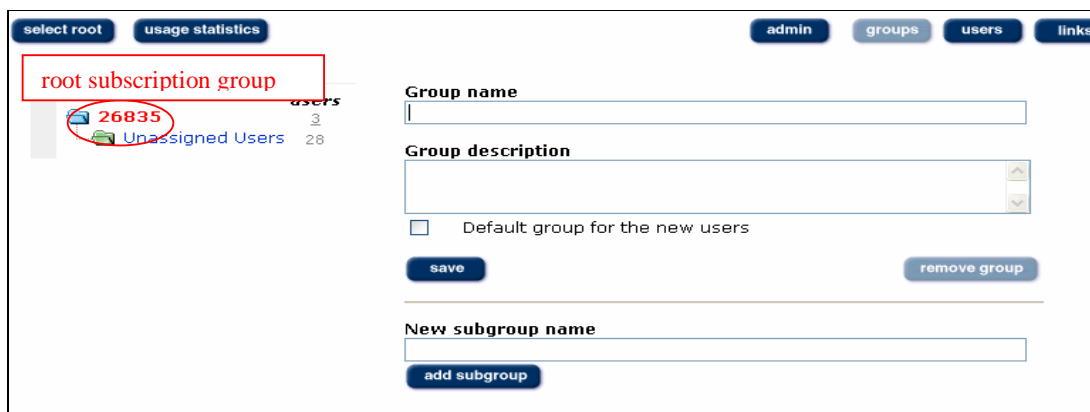 select root usage statistics admin groups users links
root subscription group
users
Group name
26835 3
Unassigned Users 28
Group description
Default group for the new users
save remove group
New subgroup name
add subgroup